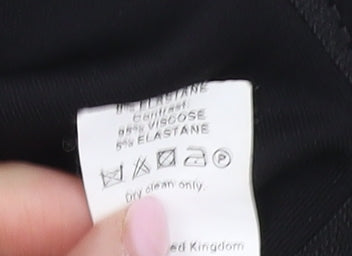 ELASTANE
Contrast:
95% VISCOSE
5% ELASTANE
P
Dry clean only.
ed Kingdom